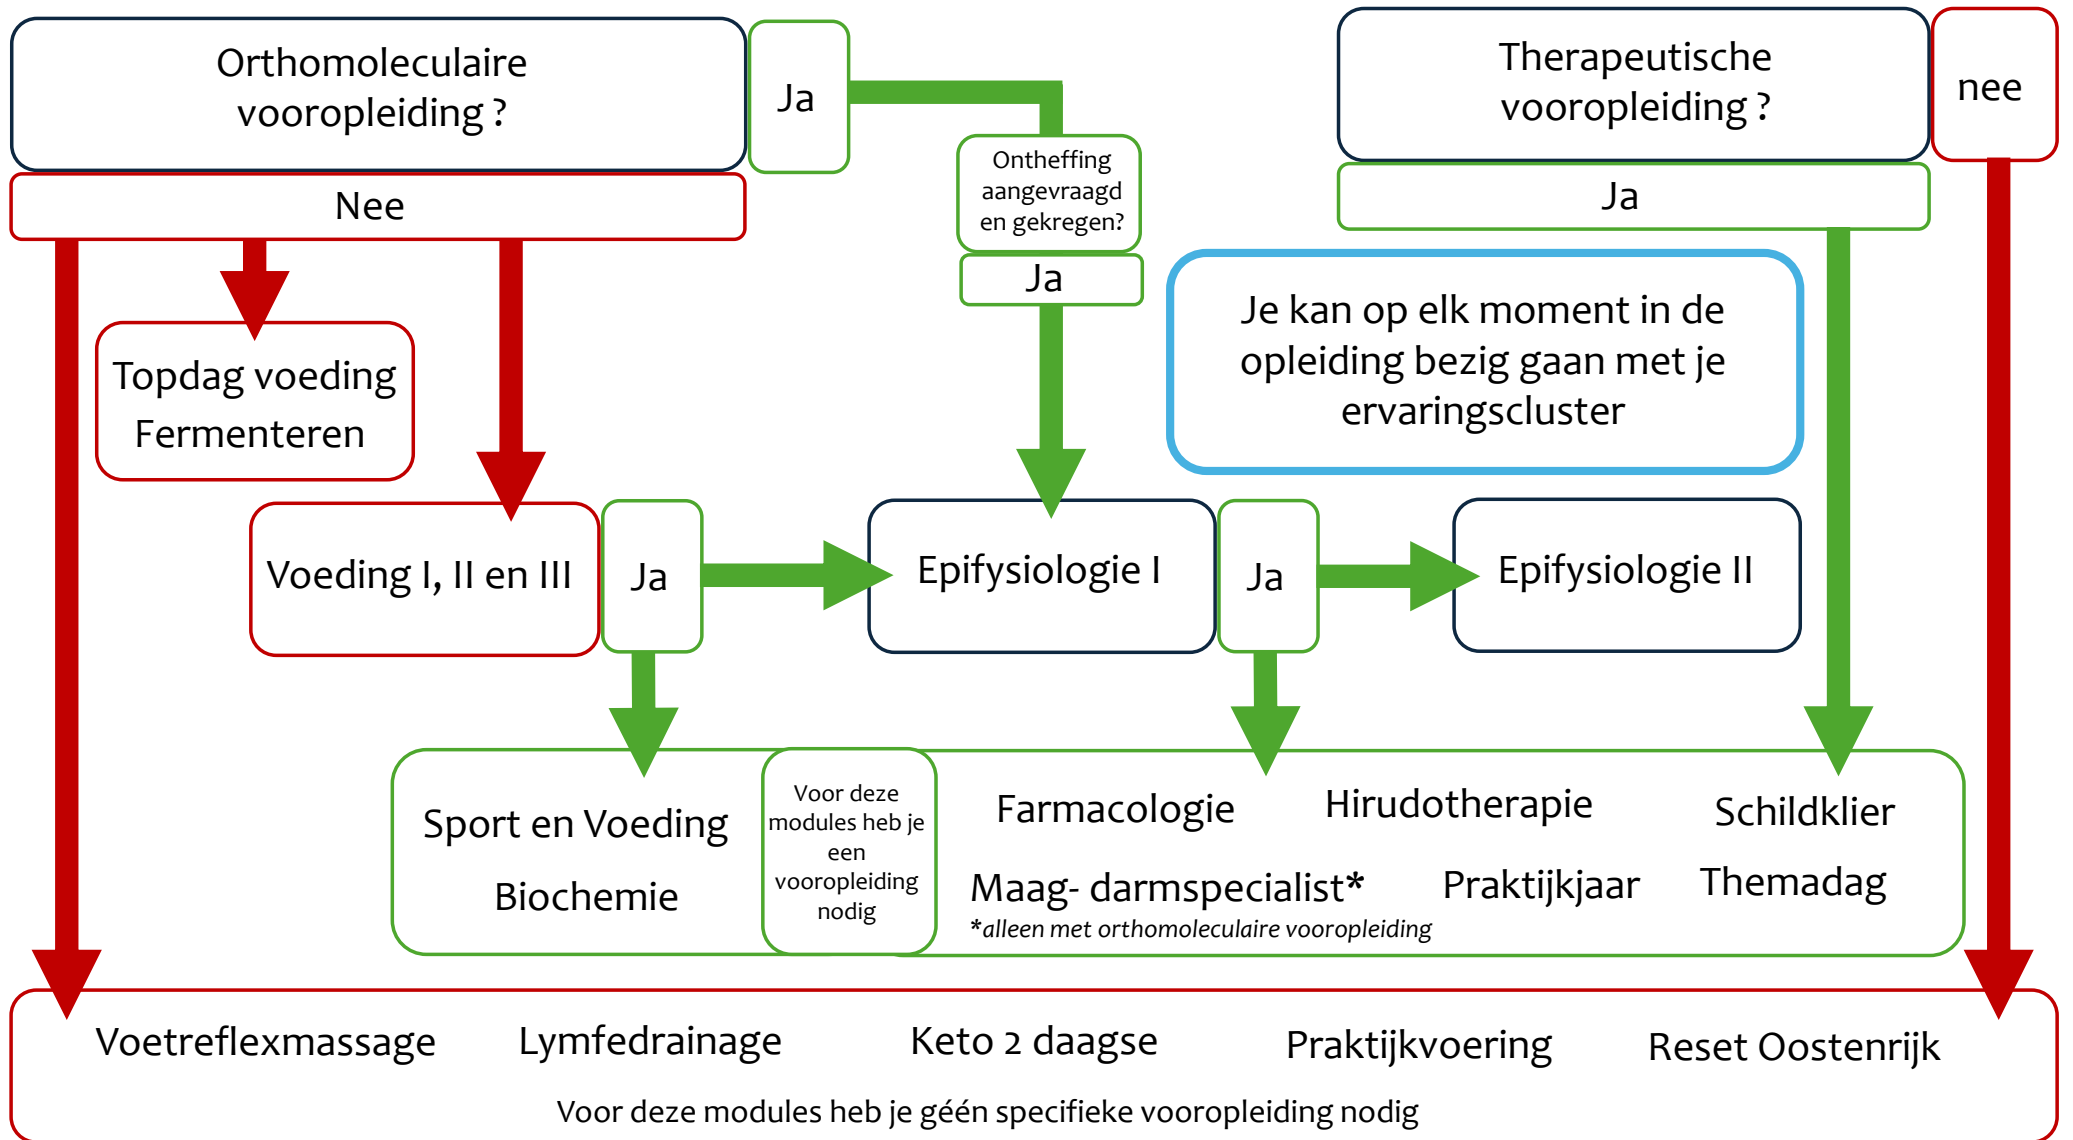 Orthomoleculaire
vooropleiding ?
Ja
Nee
Therapeutische
vooropleiding ?
nee
Ja
Ontheffing
aangevraagd
en gekregen?
Ja
Je kan op elk moment in de
opleiding bezig gaan met je
ervaringscluster
Topdag voeding
Fermenteren
Voeding I, II en III
Ja
Epifysiologie I
Ja
Epifysiologie II
Sport en Voeding
Biochemie
Voor deze
modules heb je
een
vooropleiding
nodig
Farmacologie
Hirudotherapie
Schildklier
Maag- darmspecialist*
Praktijkjaar
Themadag
*alleen met orthomoleculaire vooropleiding
Voetreflexmassage
Lymfedrainage
Keto 2 daagse
Praktijkvoering
Reset Oostenrijk
Voor deze modules heb je géén specifieke vooropleiding nodig